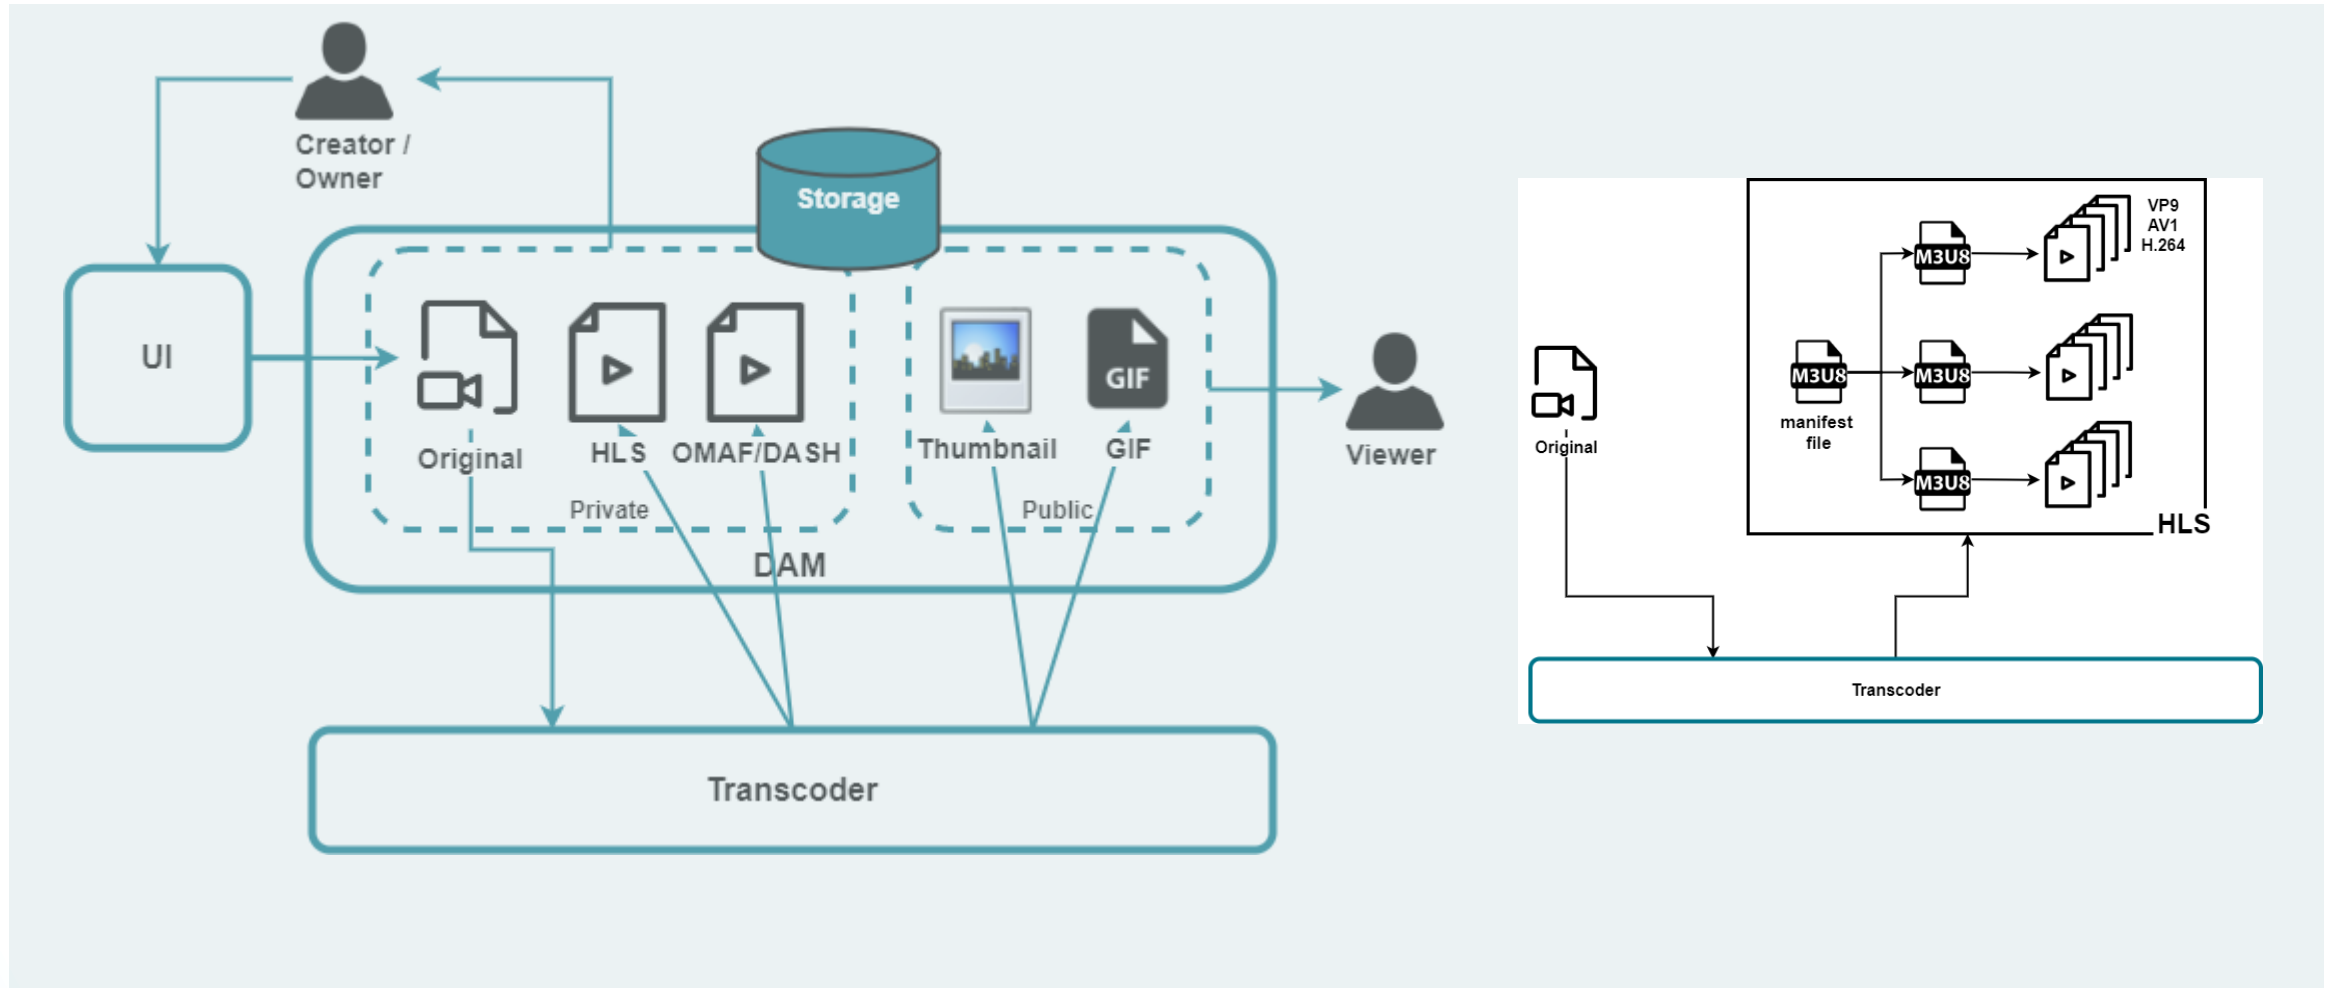 Creator /
Owner
Storage
UI
GIF
Original
HLS
OMAF/DASH
Thumbnail
GIF
Private
Public
DAM
Viewer
Transcoder
VP9
AV1
H.264
M3U8
M3U8
M3U8
M3U8
manifest
file
Original
HLS
Transcoder